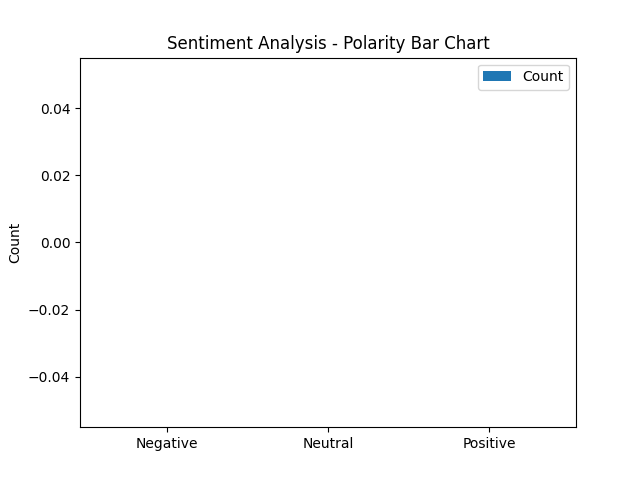 Sentiment Analysis - Polarity Bar Chart
Count
0.04
0.02
0.00
−0.02
−0.04
Count
Negative
Neutral
Positive